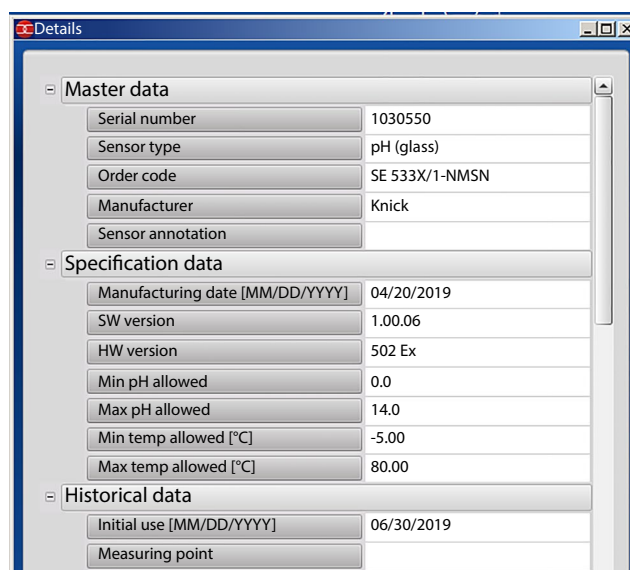 Details
Master data
Serial number 1030550
Sensor type pH (glass)
Order code SE 533X/1-NMSN
Manufacturer Knick
Sensor annotation
Specification data
Manufacturing date [MM/DD/YYYY] 04/20/2019
SW version 1.00.06
HW version 502 Ex
Min pH allowed 0.0
Max pH allowed 14.0
Min temp allowed [°C] -5.00
Max temp allowed [°C] 80.00
Historical data
Initial use [MM/DD/YYYY] 06/30/2019
Measuring point